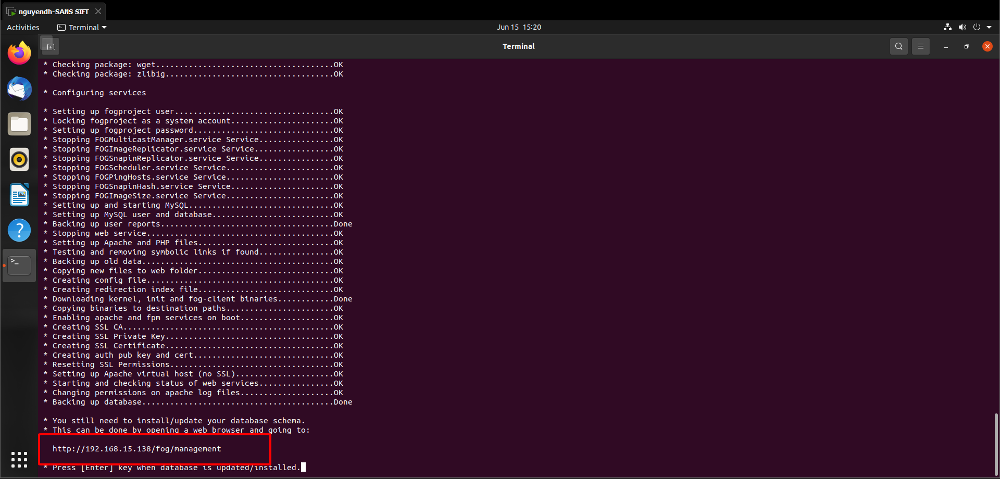 nguyendh-SANS SIFT
Activities
Terminal
Jun 15 15:20
Terminal
* Checking package: wget......................................OK
* Checking package: zlib1g....................................OK
* Configuring services
* Setting up fogproject user..................................OK
* Locking fogproject as a system account......................OK
* Setting up fogproject password..............................OK
* Stopping FOGMulticastManager.service Service................OK
* Stopping FOGImageReplicator.service Service.................OK
* Stopping FOGSnapinReplicator.service Service................OK
* Stopping FOGScheduler.service Service.......................OK
* Stopping FOGPingHosts.service Service.......................OK
* Stopping FOGSnapinHash.service Service......................OK
* Stopping FOGImageSize.service Service.......................OK
* Setting up and starting MySQL...............................OK
* Setting up MySQL user and database..........................OK
* Backing up user reports.....................................Done
* Stopping web service........................................OK
* Setting up Apache and PHP files.............................OK
* Testing and removing symbolic links if found................OK
* Backing up old data.........................................OK
* Copying new files to web folder.............................OK
* Creating config file........................................OK
* Creating redirection index file.............................OK
* Downloading kernel, init and fog-client binaries............Done
* Copying binaries to destination paths.......................OK
* Enabling apache and fpm services on boot....................OK
* Creating SSL CA.............................................OK
* Creating SSL Private Key....................................OK
* Creating SSL Certificate....................................OK
* Creating auth pub key and cert..............................OK
* Resetting SSL Permissions...................................OK
* Setting up Apache virtual host (no SSL).....................OK
* Starting and checking status of web services................OK
* Changing permissions on apache log files....................OK
* Backing up database.........................................Done
* You still need to install/update your database schema.
* This can be done by opening a web browser and going to:
http://192.168.15.138/fog/management
* Press [Enter] key when database is updated/installed.